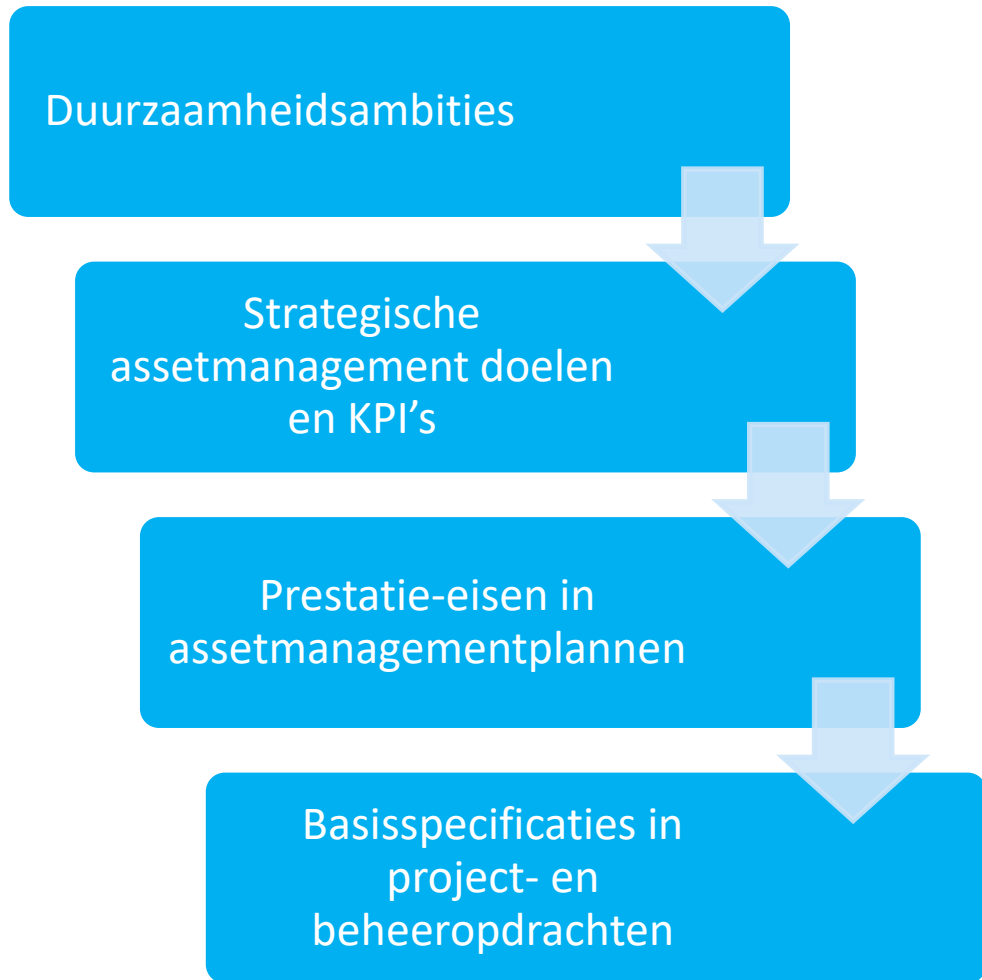 Duurzaamheidsambities
Strategische
assetmanagement doelen
en KPI’s
Prestatie-eisen in
assetmanagementplannen
Basisspecificaties in
project- en
beheeropdrachten